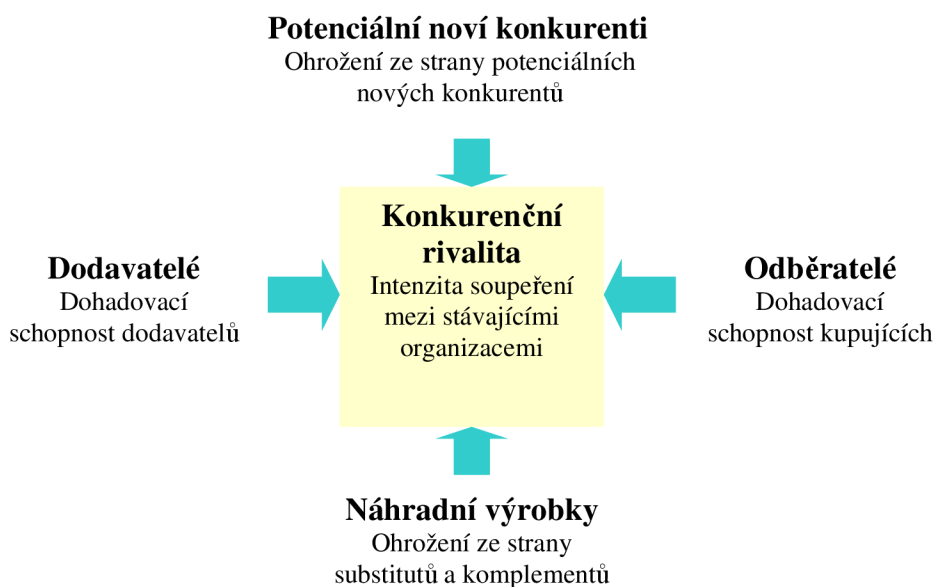 Potenciální noví konkurenti
Ohrožení ze strany potenciálních
nových konkurentů
Konkurenční
rivalita
Intenzita soupeření
mezi stávajícími
organizacemi
Dodavatelé
Dohadovací
schopnost dodavatelů
Odběratelé
Dohadovací
schopnost kupujících
Náhradní výrobky
Ohrožení ze strany
substitutů a komplementů